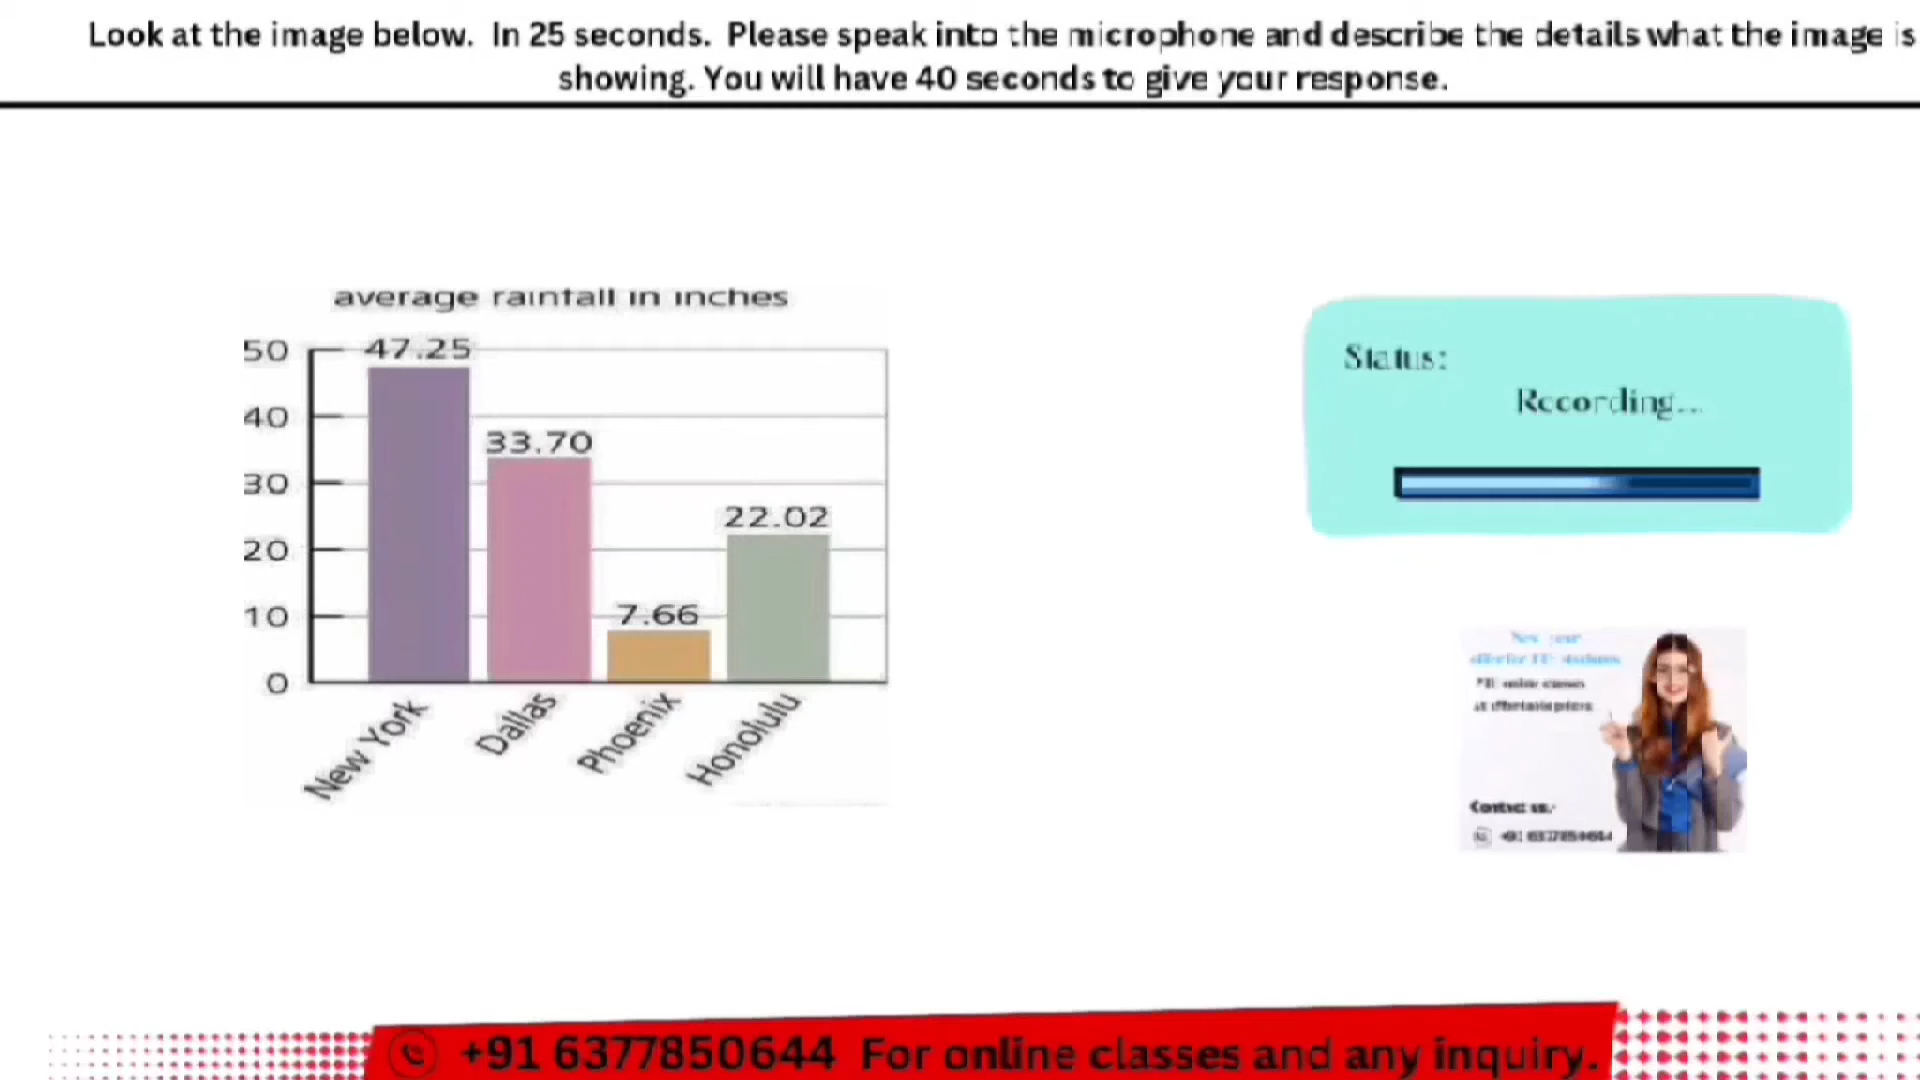 Look at the image below. In 25 seconds. Please speak into the microphone and describe the details what the image is
showing. You will have 40 seconds to give your response.
average rainfall in inches
50
40
30
20
10
0
47.25
33.70
7.66
22.02
New York
Dallas
Phoenix
Honolulu
Status:
Recording...
Contact us:-
+91 6377850644
+91 6377850644 For online classes and any inquiry.